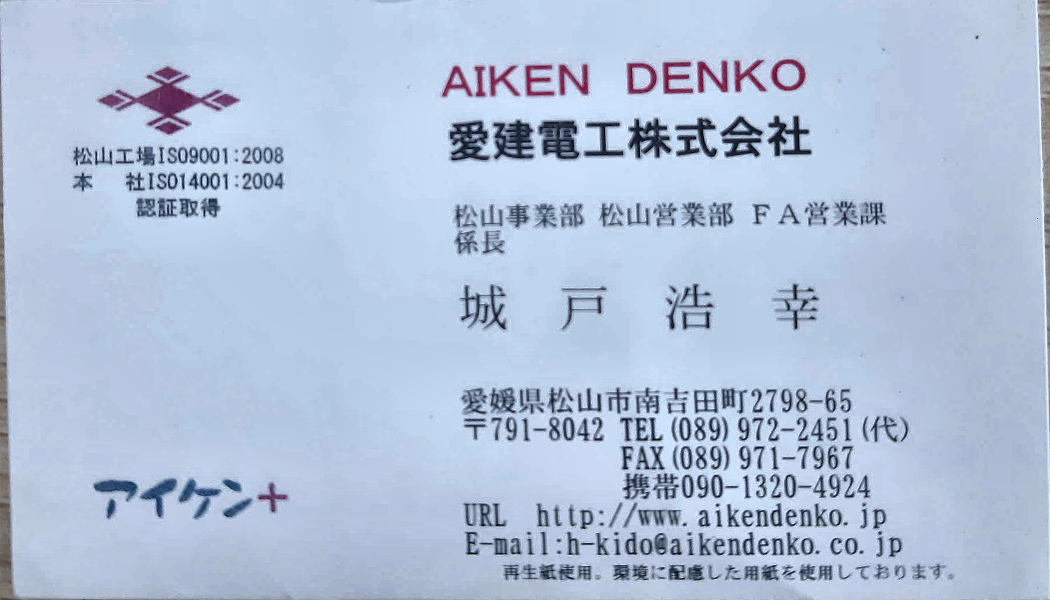 松山工場ISO9001:2008
本　社ISO14001:2004
認証取得
アイケン+
AIKEN DENKO
愛建電工株式会社
松山事業部 松山営業部 ＦＡ営業課
係長
城 戸 浩 幸
愛媛県松山市南吉田町2798-65
〒791-8042 TEL(089)972-2451(代)
FAX(089)971-7967
携帯090-1320-4924
URL http://www.aikendenko.jp
E-mail:h-kido@aikendenko.co.jp
再生紙使用。環境に配慮した用紙を使用しております。